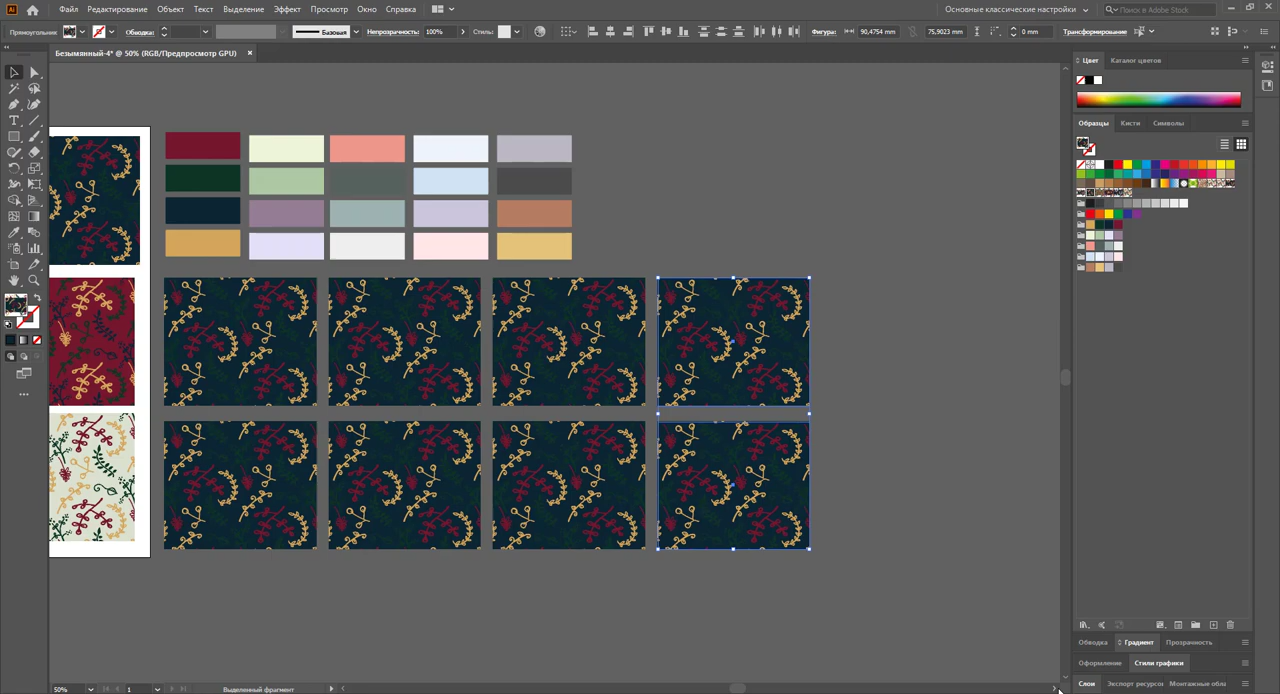 Ai Файл Редактирование Объект Текст Выделение Эффект Просмотр Окно Справка Основные классические настройки Поиск в Adobe Stock
Прямоугольник Обводка: Базовая Непрозрачность: 100% Стиль: Фигура: 90,4754 mm 75,9023 mm 0 mm Трансформирование
Безымянный-4* @ 50% (RGB/Предпросмотр GPU) ×
Цвет Каталог цветов
Образцы Кисти Символы
Обводка Градиент Прозрачность
Оформление Стили графики
Слои Экспорт ресурсов Монтажные обла
50% 1 Выделенный фрагмент